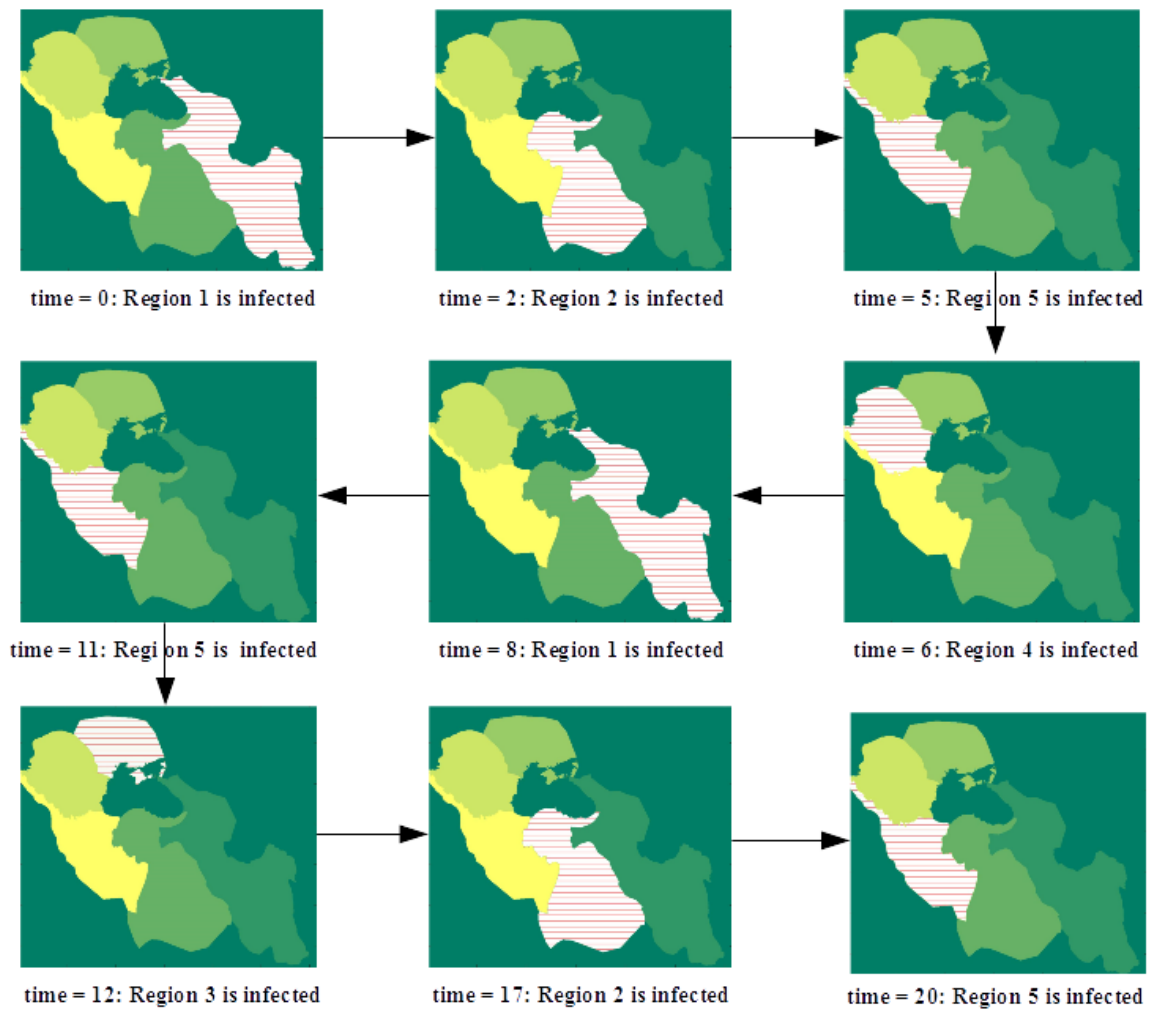 time = 0: Region 1 is infected
time = 2: Region 2 is infected
time = 5: Region 5 is infected
time = 11: Region 5 is infected
time = 8: Region 1 is infected
time = 6: Region 4 is infected
time = 12: Region 3 is infected
time = 17: Region 2 is infected
time = 20: Region 5 is infected